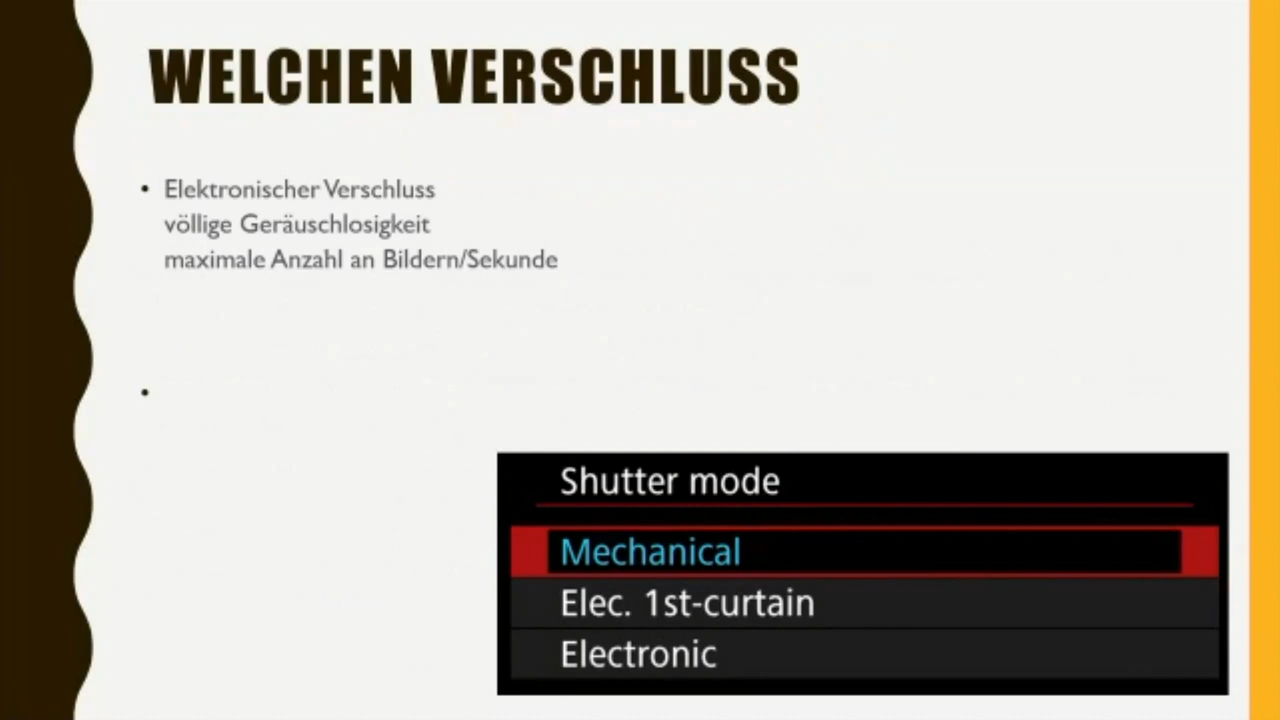 WELCHEN VERSCHLUSS
• Elektronischer Verschluss
völlige Geräuschlosigkeit
maximale Anzahl an Bildern/Sekunde
•
Shutter mode
Mechanical
Elec. 1st-curtain
Electronic